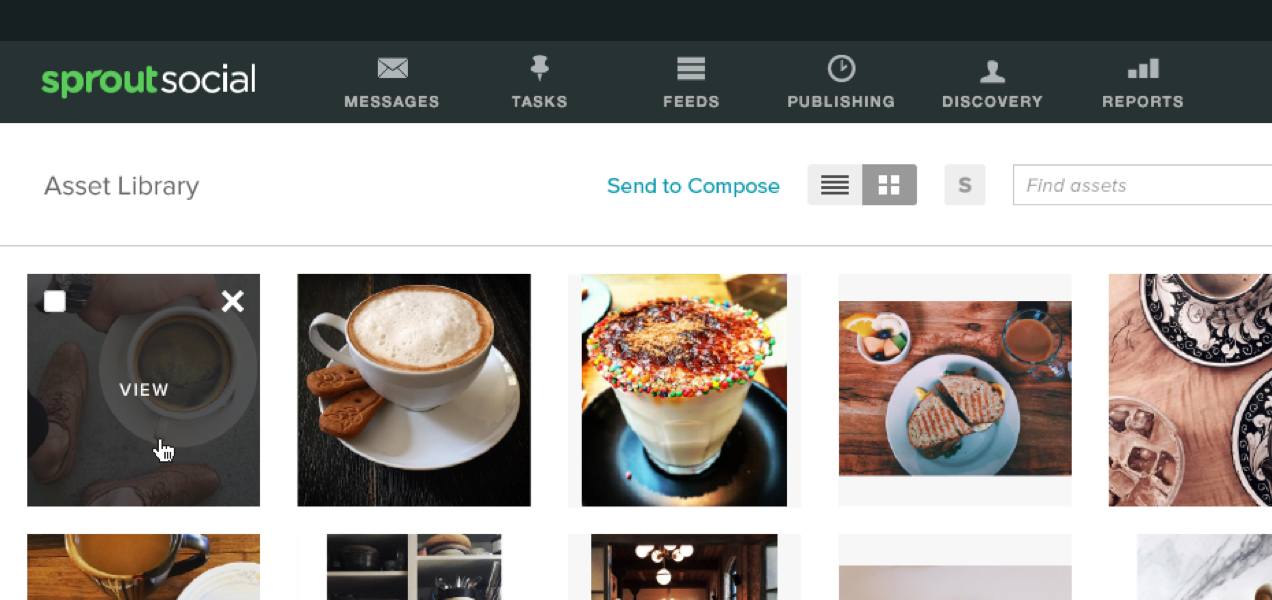 sproutsocial
MESSAGES
TASKS
FEEDS
PUBLISHING
DISCOVERY
REPORTS
Asset Library
Send to Compose
S
Find assets
VIEW